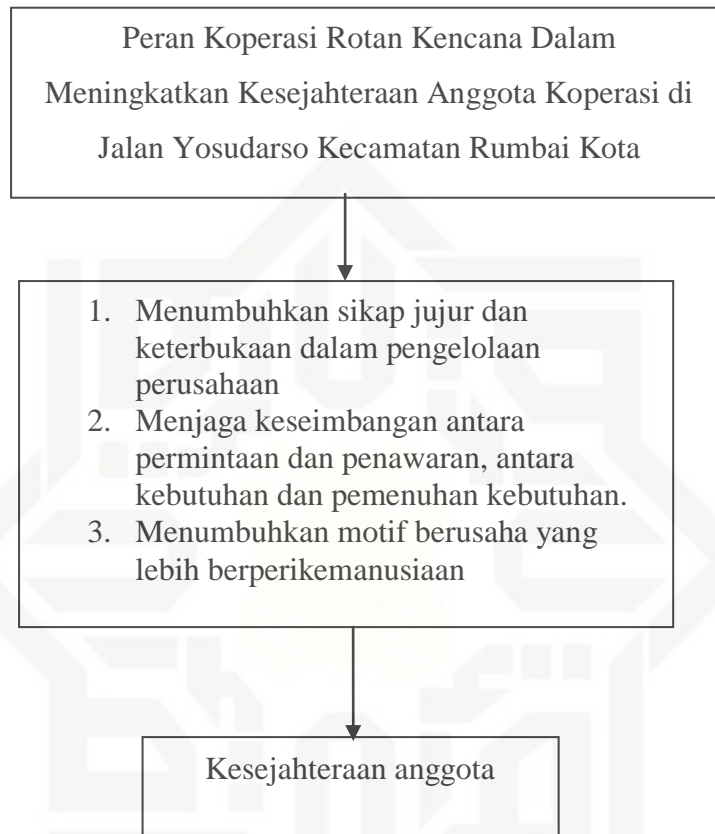 Peran Koperasi Rotan Kencana Dalam
Meningkatkan Kesejahteraan Anggota Koperasi di
Jalan Yosudarso Kecamatan Rumbai Kota
1. Menumbuhkan sikap jujur dan
keterbukaan dalam pengelolaan
perusahaan
2. Menjaga keseimbangan antara
permintaan dan penawaran, antara
kebutuhan dan pemenuhan kebutuhan.
3. Menumbuhkan motif berusaha yang
lebih berperikemanusiaan
Kesejahteraan anggota